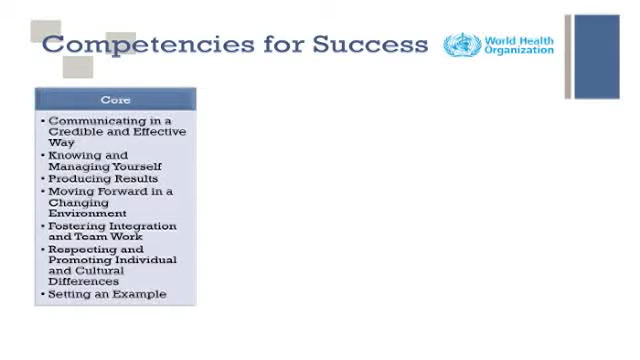 Competencies for Success
World Health
Organization
Core
• Communicating in a
Credible and Effective
Way
• Knowing and
Managing Yourself
• Producing Results
• Moving Forward in a
Changing
Environment
• Fostering Integration
and Team Work
• Respecting and
Promoting Individual
and Cultural
Differences
• Setting an Example